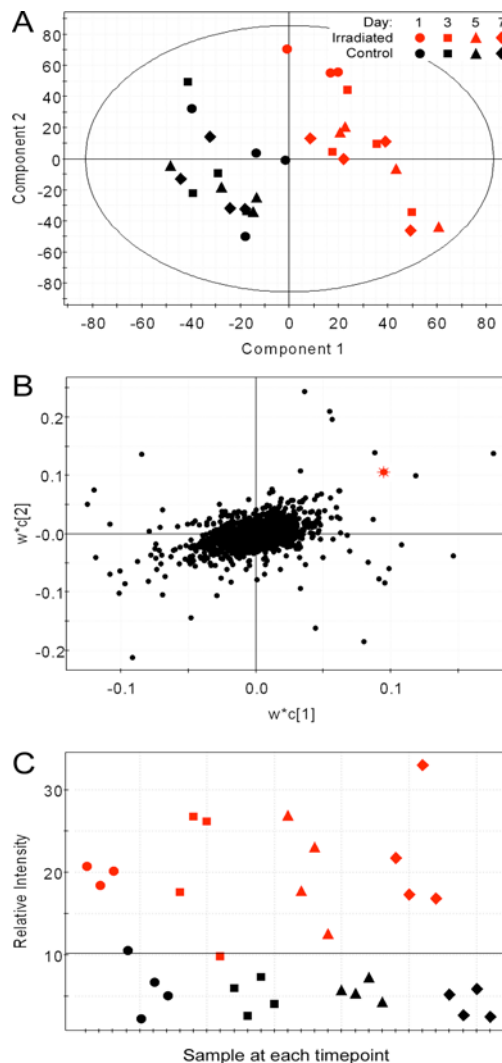 A
Day: 1 3 5 7
Irradiated
Control
80
60
40
20
0
-20
-40
-60
-80
Component 2
-80 -60 -40 -20 0 20 40 60 80
Component 1
B
0.2
0.1
-0.0
-0.1
-0.2
w*c[2]
-0.1 0.0 0.1
w*c[1]
C
30
20
10
Relative Intensity
Sample at each timepoint